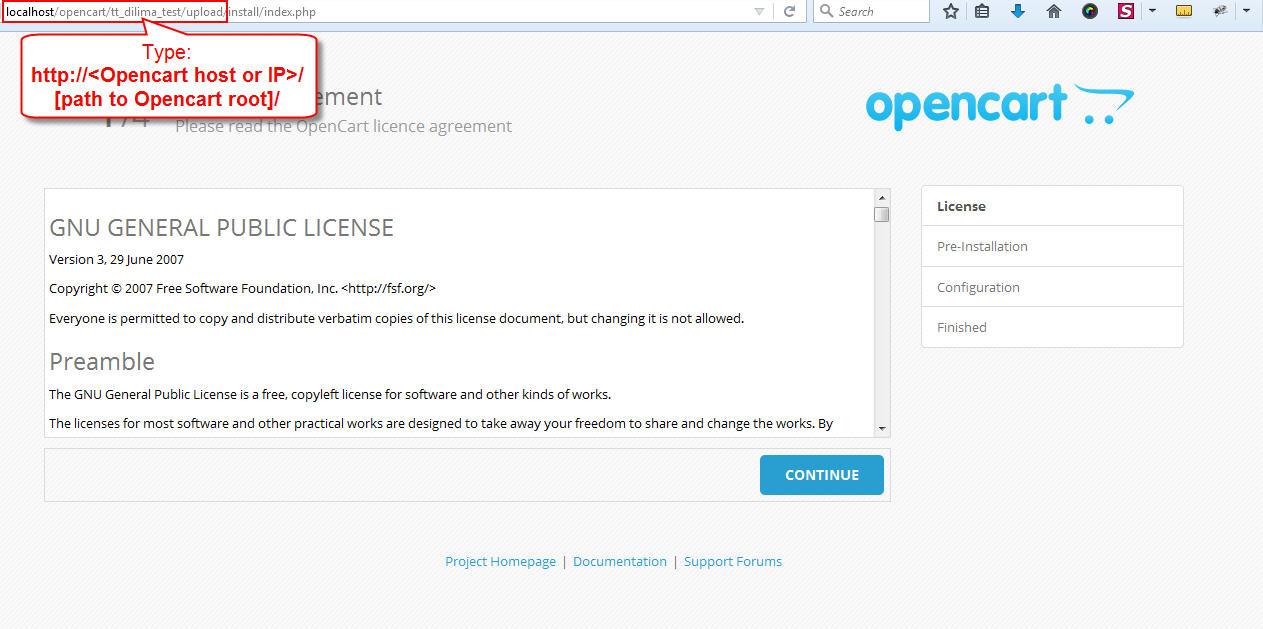 localhost/opencart/tt_dilima_test/upload/install/index.php
Search
S
Type:
http://<Opencart host or IP>/
[path to Opencart root]/
Please read the OpenCart licence agreement
opencart
GNU GENERAL PUBLIC LICENSE
Version 3, 29 June 2007
Copyright © 2007 Free Software Foundation, Inc. <http://fsf.org/>
Everyone is permitted to copy and distribute verbatim copies of this license document, but changing it is not allowed.
Preamble
The GNU General Public License is a free, copyleft license for software and other kinds of works.
The licenses for most software and other practical works are designed to take away your freedom to share and change the works. By
CONTINUE
License
Pre-Installation
Configuration
Finished
Project Homepage | Documentation | Support Forums